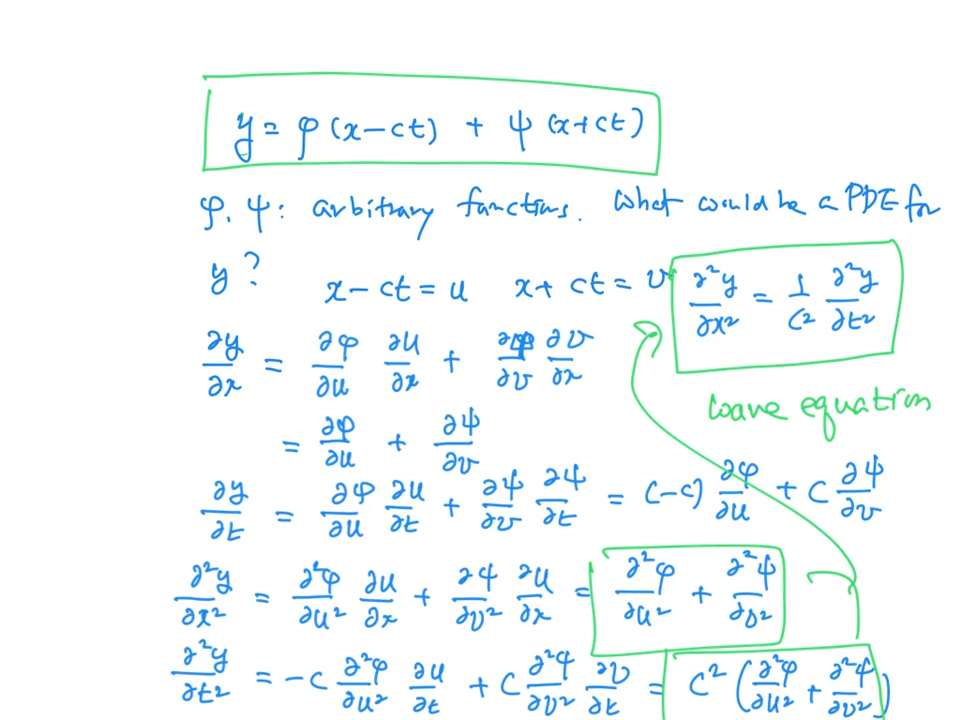 y = φ(x-ct) + ψ(x+ct)
φ, ψ: arbitrary functions. What would be a PDE for
y? x-ct = u x+ct = v
∂²y/∂x² = 1/c² ∂²y/∂t²
wave equation
∂y/∂x = ∂φ/∂u ∂u/∂x + ∂ψ/∂v ∂v/∂x
= ∂φ/∂u + ∂ψ/∂v
∂y/∂t = ∂φ/∂u ∂u/∂t + ∂ψ/∂v ∂ψ/∂t = (-c) ∂φ/∂u + c ∂ψ/∂v
∂²y/∂x² = ∂²φ/∂u² ∂u/∂x + ∂ψ/∂v² ∂u/∂x = ∂²φ/∂u² + ∂²ψ/∂v²
∂²y/∂t² = -c ∂²φ/∂u² ∂u/∂t + c ∂²ψ/∂v² ∂v/∂t = c² (∂²φ/∂u² + ∂²ψ/∂v²)